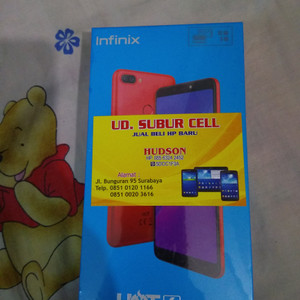 Infinix
UD. SUBUR CELL
JUAL BELI HP BARU
HUDSON
Alamat :
JL. Bunguran 95 Surabaya
Telp. 0851 0120 1166
0851 0020 3616